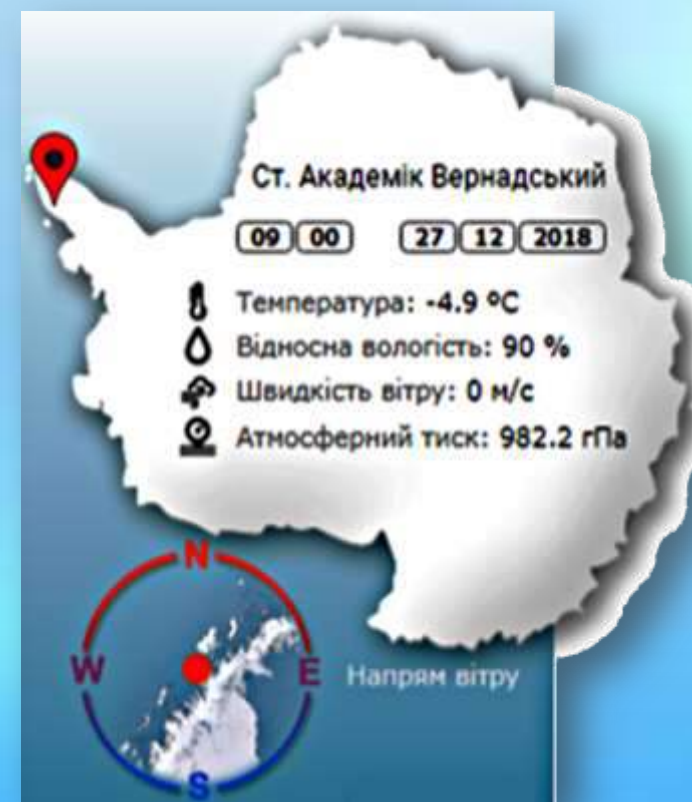 Ст. Академік Вернадський
09 00 27 12 2018
Температура: -4.9 ºC
Відносна вологість: 90 %
Швидкість вітру: 0 м/с
Атмосферний тиск: 982.2 гПа
N
W E Напрям вітру
S